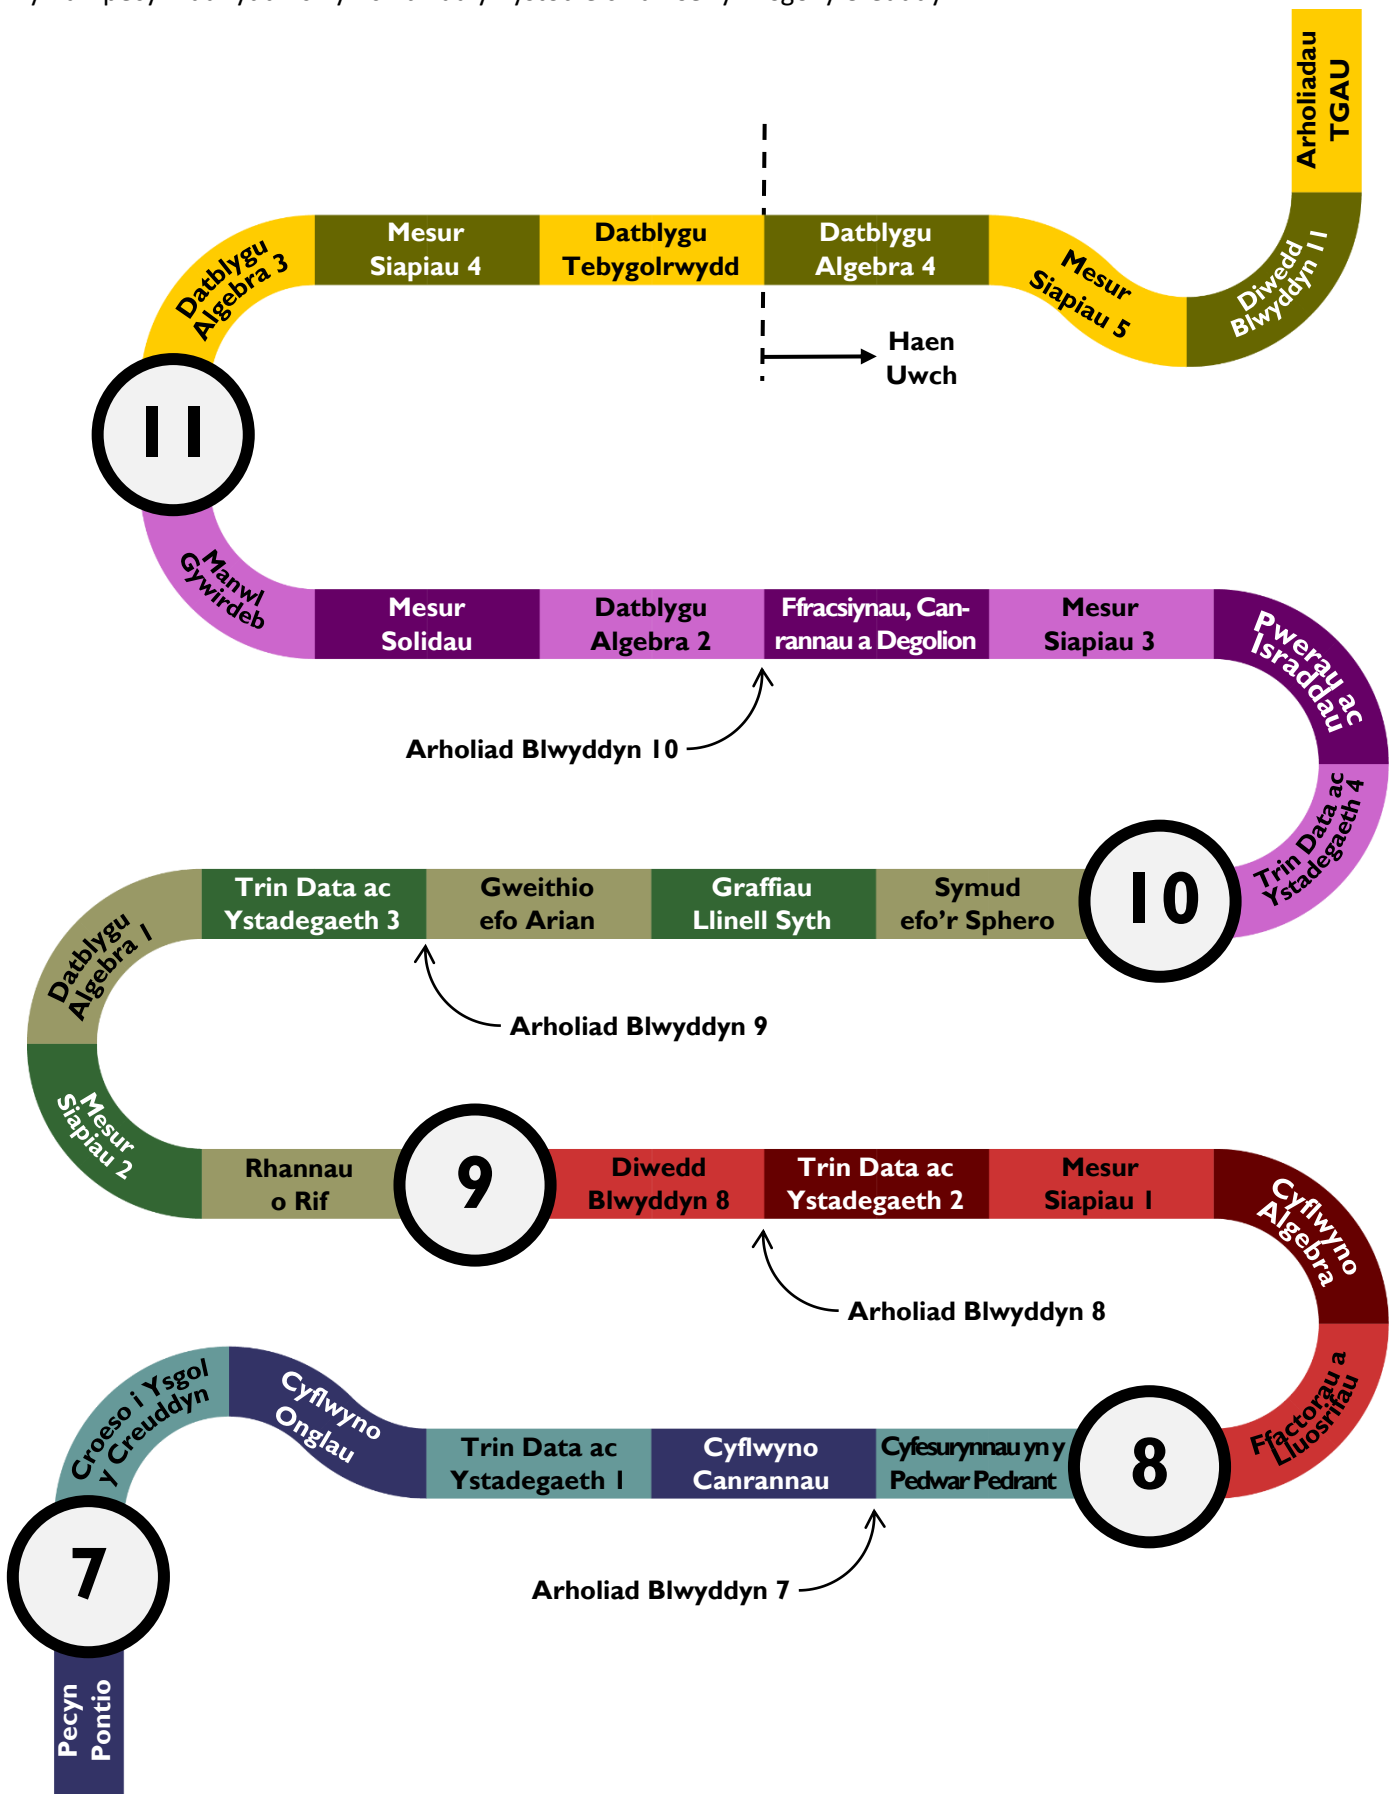 Arholiadau
TGAU
Mesur
Siapiau 4
Datblygu
Tebygolrwydd
Datblygu
Algebra 4
Mesur
Siapiau 5
Diwedd
Blwyddyn 11
Datblygu
Algebra 3
Haen
Uwch
11
Manwl
Gywirdeb
Mesur
Solidau
Datblygu
Algebra 2
Ffracsiynau, Can-
rannau a Degolion
Mesur
Siapiau 3
Pwerau ac
Israddau
Arholiad Blwyddyn 10
Trin Data ac
Ystadegaeth 4
10
Datblygu
Algebra 1
Trin Data ac
Ystadegaeth 3
Gweithio
efo Arian
Graffiau
Llinell Syth
Symud
efo'r Sphero
Arholiad Blwyddyn 9
Mesur
Siapiau 2
Rhannau
o Rif
9
Diwedd
Blwyddyn 8
Trin Data ac
Ystadegaeth 2
Mesur
Siapiau 1
Cyflwyno
Algebra
Arholiad Blwyddyn 8
Ffactorau a
Lluosrifau
Croeso i Ysgol
y Creuddyn
Cyflwyno
Onglau
Trin Data ac
Ystadegaeth 1
Cyflwyno
Canrannau
Cyfesurynnau yn y
Pedwar Pedrant
8
Arholiad Blwyddyn 7
7
Pecyn
Pontio